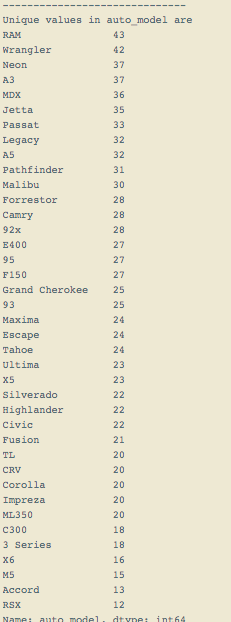 ------------------------------
Unique values in auto_model are
RAM 43
Wrangler 42
Neon 37
A3 37
MDX 36
Jetta 35
Passat 33
Legacy 32
A5 32
Pathfinder 31
Malibu 30
Forrestor 28
Camry 28
92x 28
E400 27
95 27
F150 27
Grand Cherokee 25
93 25
Maxima 24
Escape 24
Tahoe 24
Ultima 23
X5 23
Silverado 22
Highlander 22
Civic 22
Fusion 21
TL 20
CRV 20
Corolla 20
Impreza 20
ML350 20
C300 18
3 Series 18
X6 16
M5 15
Accord 13
RSX 12
Name: auto_model, dtype: int64